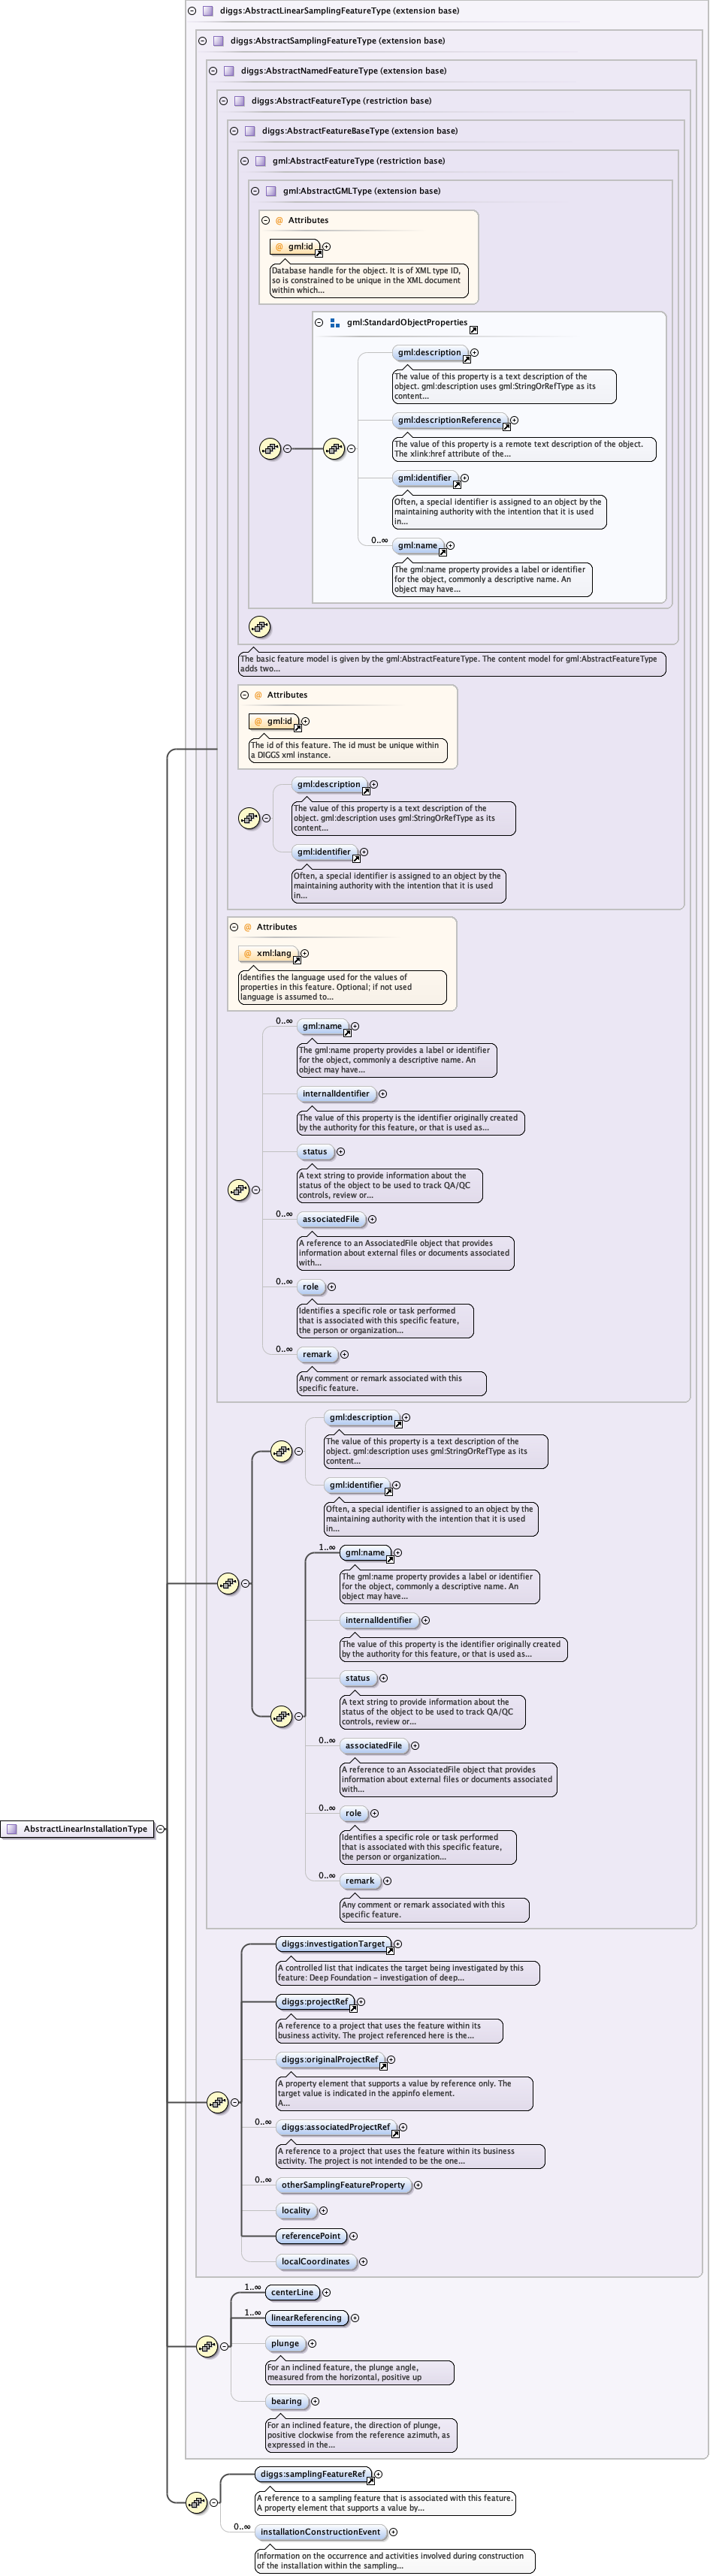 diggs:AbstractLinearSamplingFeatureType (extension base)
diggs:AbstractSamplingFeatureType (extension base)
diggs:AbstractNamedFeatureType (extension base)
diggs:AbstractFeatureType (restriction base)
diggs:AbstractFeatureBaseType (extension base)
gml:AbstractFeatureType (restriction base)
gml:AbstractGMLType (extension base)
@ Attributes
@ gml:id
Database handle for the object. It is of XML type ID,
so is constrained to be unique in the XML document
within which...
gml:StandardObjectProperties
gml:description
The value of this property is a text description of the
object. gml:description uses gml:StringOrRefType as its
content...
gml:descriptionReference
The value of this property is a remote text description of the object.
The xlink:href attribute of the...
gml:identifier
Often, a special identifier is assigned to an object by the
maintaining authority with the intention that it is used
in...
0..∞
gml:name
The gml:name property provides a label or identifier
for the object, commonly a descriptive name. An
object may have...
The basic feature model is given by the gml:AbstractFeatureType. The content model for gml:AbstractFeatureType
adds two...
@ Attributes
@ gml:id
The id of this feature. The id must be unique within
a DIGGS xml instance.
gml:description
The value of this property is a text description of the
object. gml:description uses gml:StringOrRefType as its
content...
gml:identifier
Often, a special identifier is assigned to an object by the
maintaining authority with the intention that it is used
in...
@ Attributes
@ xml:lang
Identifies the language used for the values of
properties in this feature. Optional; if not used
language is assumed to...
0..∞
gml:name
The gml:name property provides a label or identifier
for the object, commonly a descriptive name. An
object may have...
internalIdentifier
The value of this property is the identifier originally created
by the authority for this feature, or that is used as...
status
A text string to provide information about the
status of the object to be used to track QA/QC
controls, review or...
0..∞
associatedFile
A reference to an AssociatedFile object that provides
information about external files or documents associated
with...
0..∞
role
Identifies a specific role or task performed
that is associated with this specific feature,
the person or organization...
0..∞
remark
Any comment or remark associated with this
specific feature.
gml:description
The value of this property is a text description of the
object. gml:description uses gml:StringOrRefType as its
content...
gml:identifier
Often, a special identifier is assigned to an object by the
maintaining authority with the intention that it is used
in...
1..∞
gml:name
The gml:name property provides a label or identifier
for the object, commonly a descriptive name. An
object may have...
internalIdentifier
The value of this property is the identifier originally created
by the authority for this feature, or that is used as...
status
A text string to provide information about the
status of the object to be used to track QA/QC
controls, review or...
0..∞
associatedFile
A reference to an AssociatedFile object that provides
information about external files or documents associated
with...
0..∞
role
Identifies a specific role or task performed
that is associated with this specific feature,
the person or organization...
0..∞
remark
Any comment or remark associated with this
specific feature.
AbstractLinearInstallationType
diggs:investigationTarget
A controlled list that indicates the target being investigated by this
feature: Deep Foundation – investigation of deep...
diggs:projectRef
A reference to a project that uses the feature within its
business activity. The project referenced here is the...
diggs:originalProjectRef
A property element that supports a value by reference only. The
target value is indicated in the appinfo element.
A...
0..∞
diggs:associatedProjectRef
A reference to a project that uses the feature within its business
activity. The project is not intended to be the one...
0..∞
otherSamplingFeatureProperty
locality
referencePoint
localCoordinates
1..∞
centerLine
1..∞
linearReferencing
plunge
For an inclined feature, the plunge angle,
measured from the horizontal, positive up
bearing
For an inclined feature, the direction of plunge,
positive clockwise from the reference azimuth, as
expressed in the...
diggs:samplingFeatureRef
A reference to a sampling feature that is associated with this feature.
A property element that supports a value by...
0..∞
installationConstructionEvent
Information on the occurrence and activities involved during construction
of the installation within the sampling...